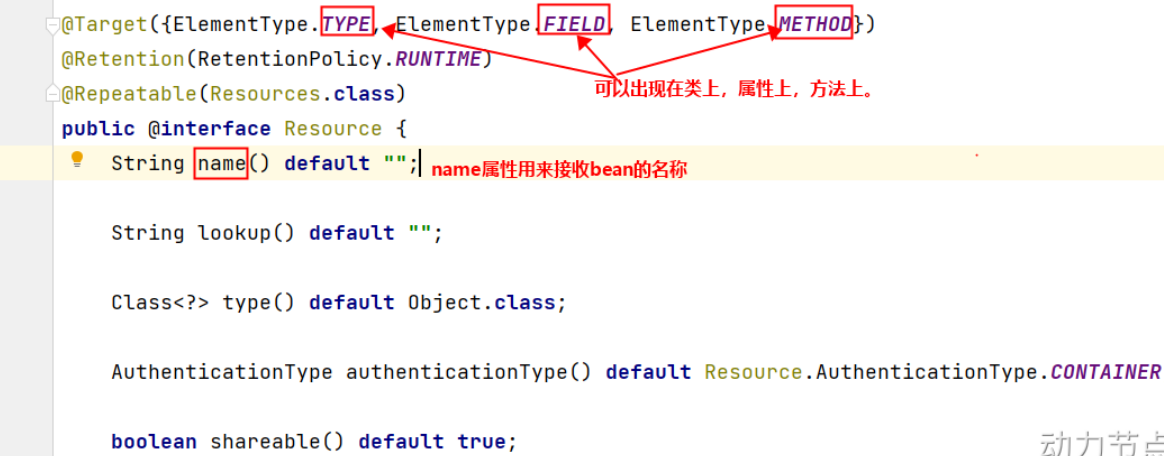 @Target({ElementType.TYPE, ElementType.FIELD, ElementType.METHOD})
@Retention(RetentionPolicy.RUNTIME)
可以出现在类上，属性上，方法上。
@Repeatable(Resources.class)
public @interface Resource {
String name() default "";
name属性用来接收bean的名称
String lookup() default "";
Class<?> type() default Object.class;
AuthenticationType authenticationType() default Resource.AuthenticationType.CONTAINER
boolean shareable() default true;
动力节点